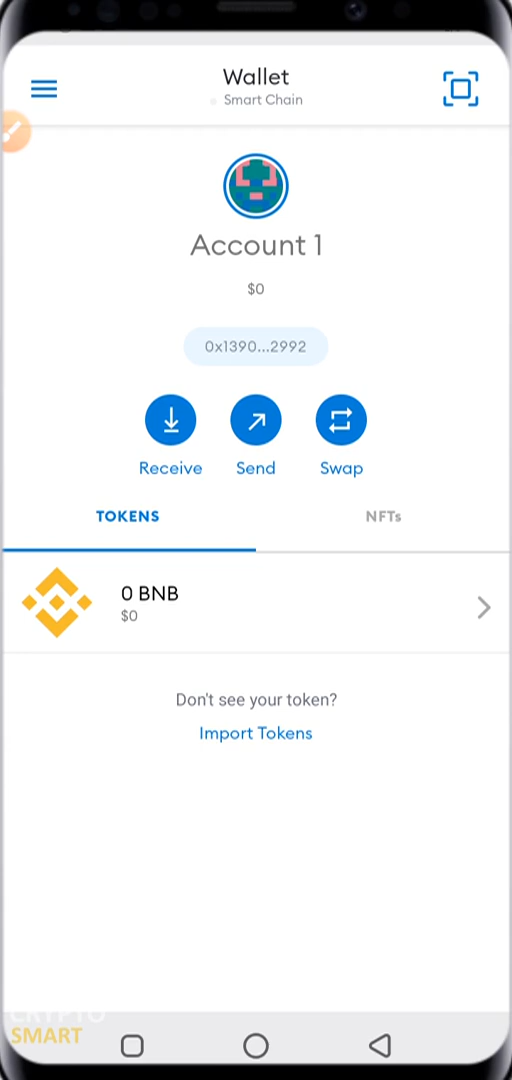 Wallet
Smart Chain
Account 1
$0
0x1390...2992
Receive Send Swap
TOKENS NFTs
0 BNB
$0
Don't see your token?
Import Tokens
CRYPTO
SMART